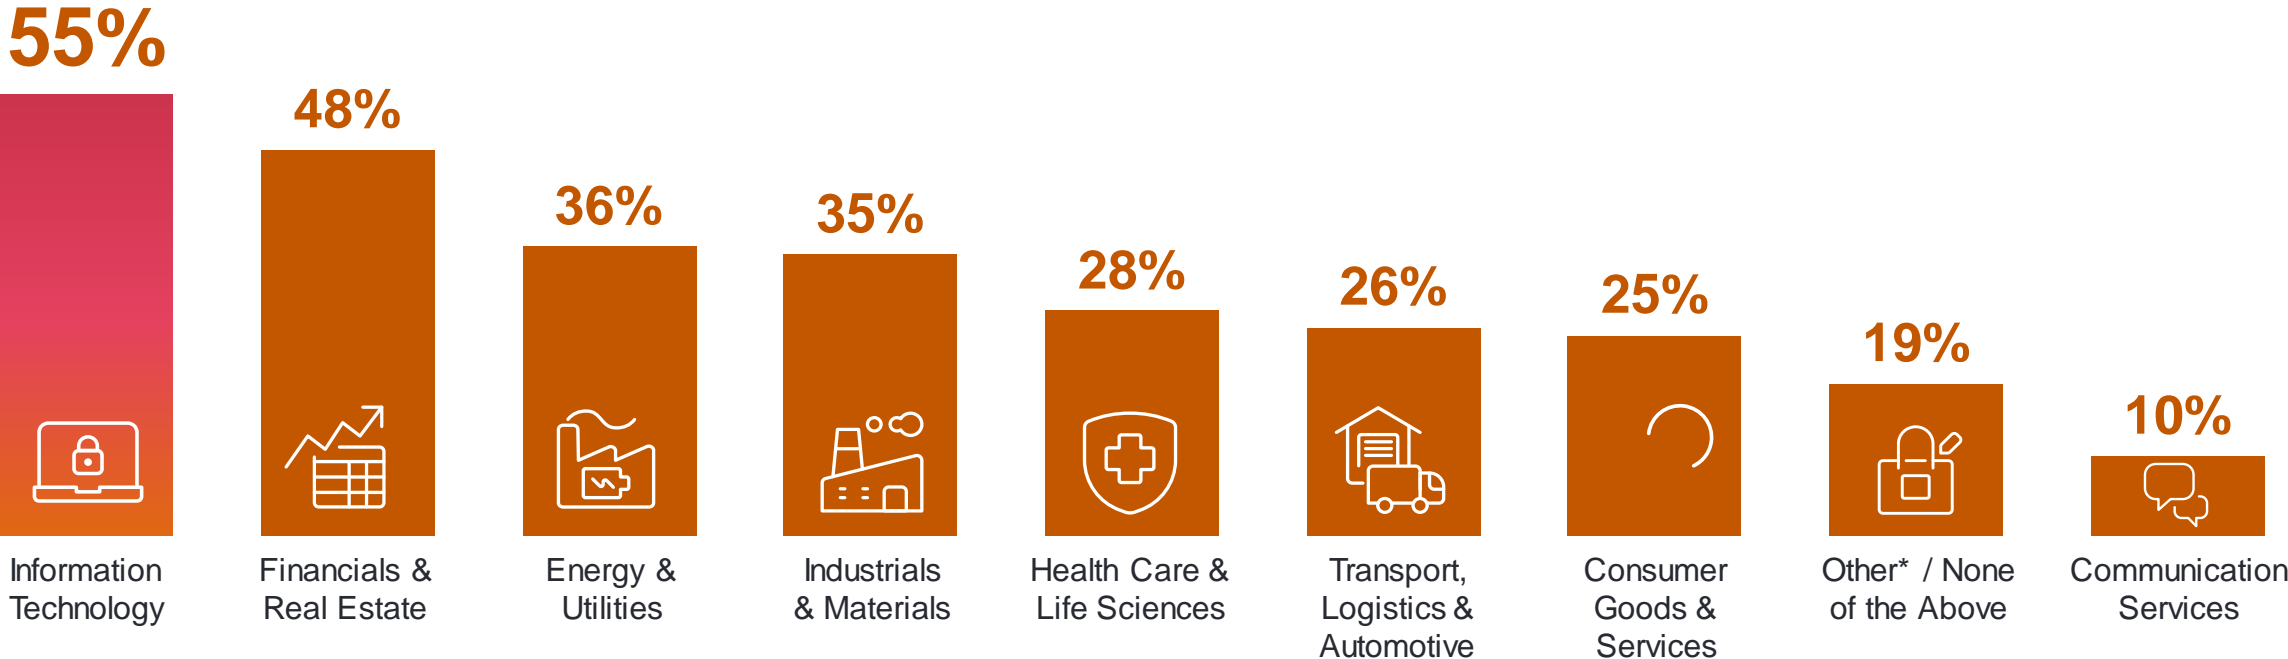 55%
48%
36%
35%
28%
26%
25%
19%
10%
Information
Technology
Financials &
Real Estate
Energy &
Utilities
Industrials
& Materials
Health Care &
Life Sciences
Transport,
Logistics &
Automotive
Consumer
Goods &
Services
Other* / None
of the Above
Communication
Services